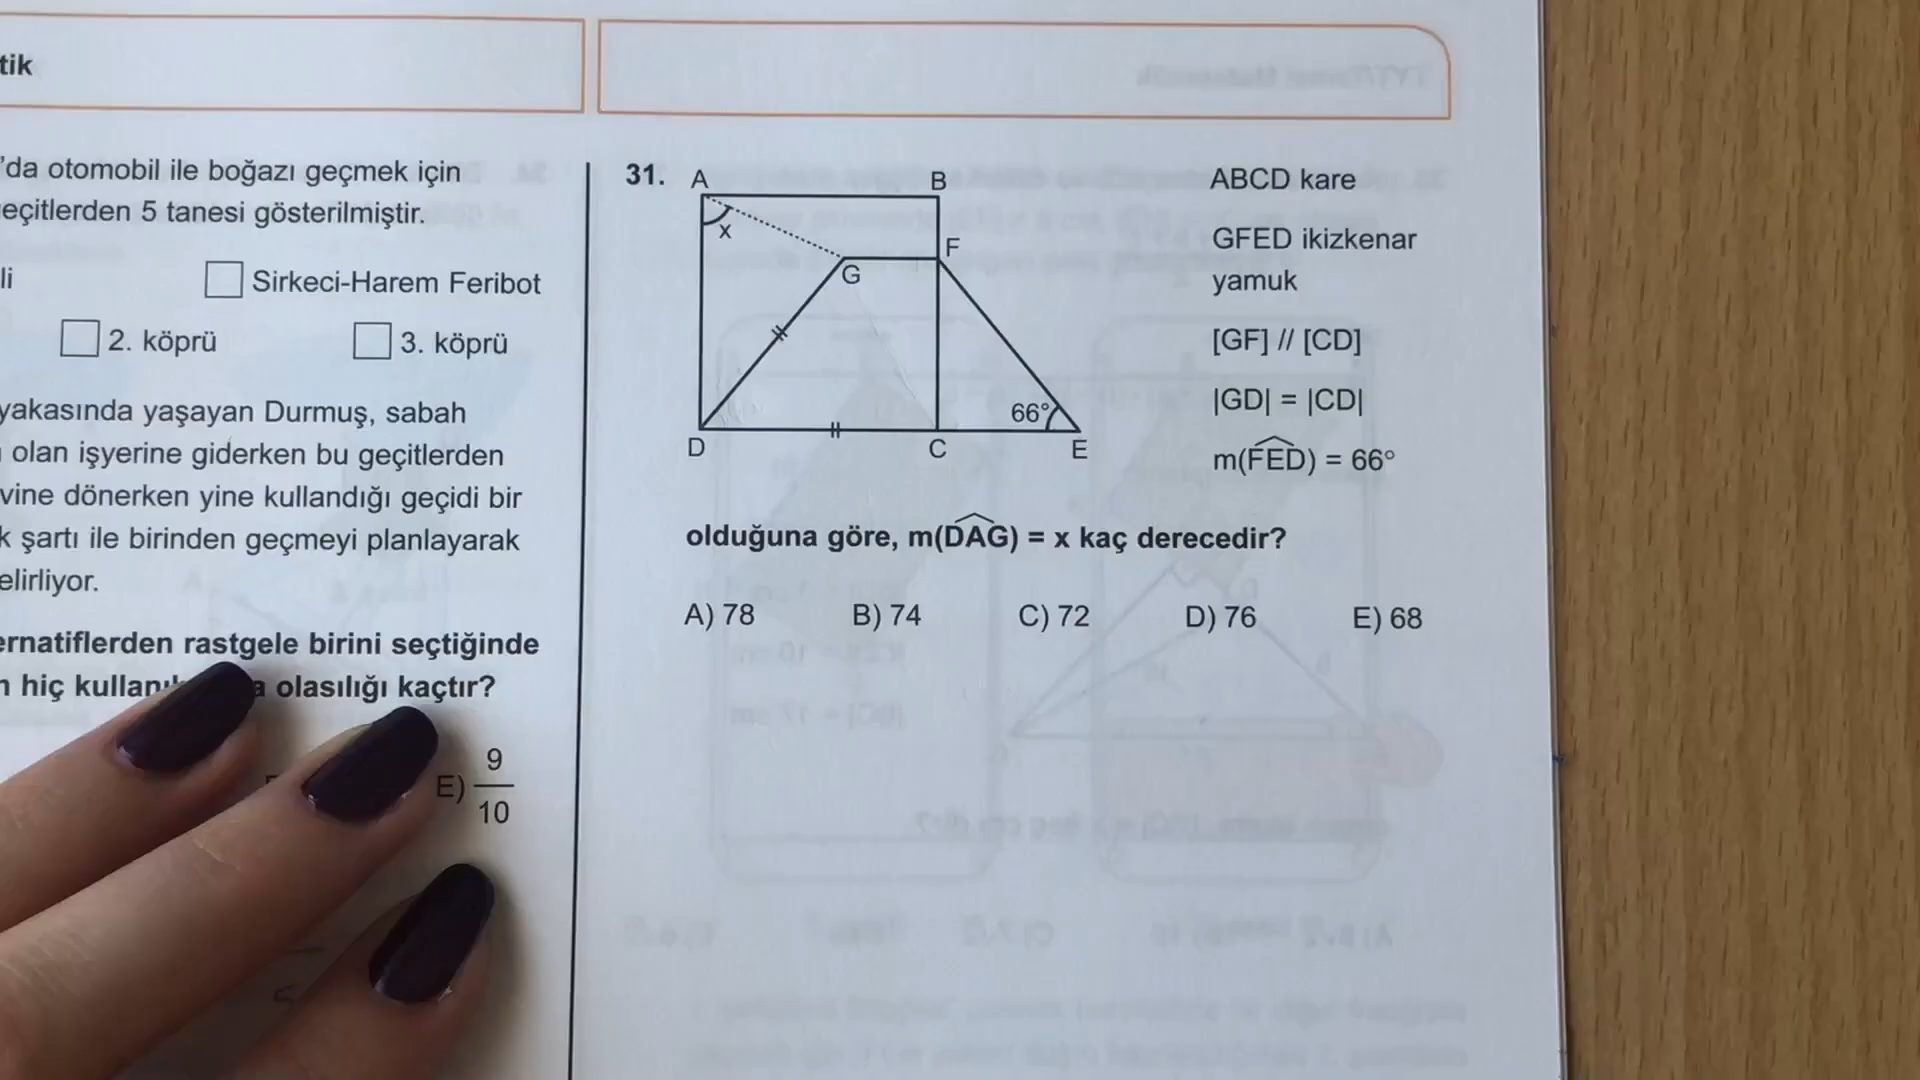 tik
'da otomobil ile boğazı geçmek için
eçitlerden 5 tanesi gösterilmiştir.
li
Sirkeci-Harem Feribot
2. köprü
3. köprü
yakasında yaşayan Durmuş, sabah
olan işyerine giderken bu geçitlerden
vine dönerken yine kullandığı geçidi bir
k şartı ile birinden geçmeyi planlayarak
elirliyor.
ernatiflerden rastgele birini seçtiğinde
n hiç olasılığı kaçtır?
E) 9/10
31.
A
B
x
F
G
66°
D
C
E
ABCD kare
GFED ikizkenar
yamuk
[GF] // [CD]
|GD| = |CD|
m(FED) = 66°
olduğuna göre, m(DAG) = x kaç derecedir?
A) 78 B) 74 C) 72 D) 76 E) 68